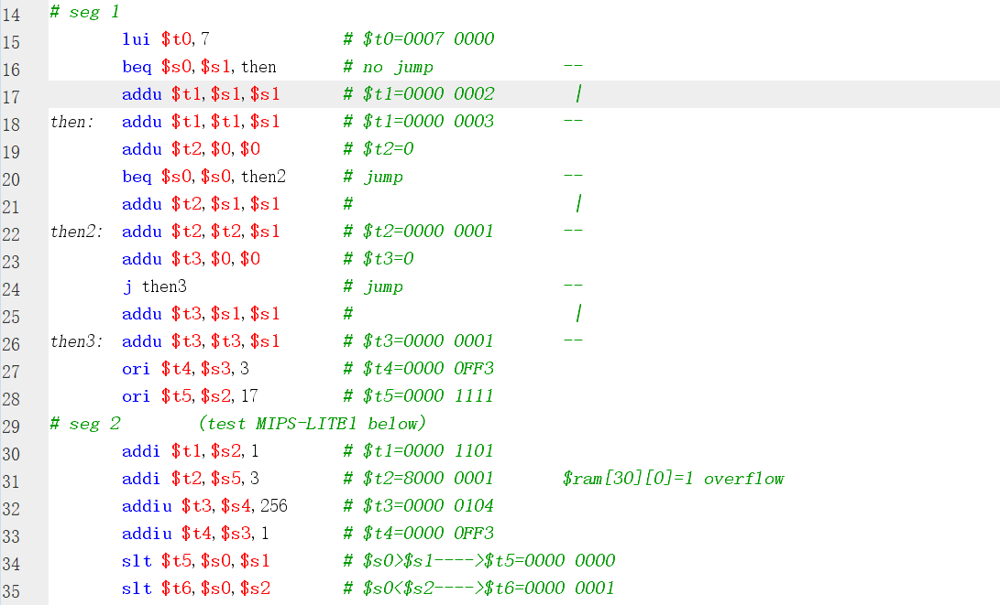 14 # seg 1
15 lui $t0,7 # $t0=0007 0000
16 beq $s0,$s1,then # no jump --
17 addu $t1,$s1,$s1 # $t1=0000 0002 |
18 then: addu $t1,$t1,$s1 # $t1=0000 0003 --
19 addu $t2,$0,$0 # $t2=0
20 beq $s0,$s0,then2 # jump --
21 addu $t2,$s1,$s1 # |
22 then2: addu $t2,$t2,$s1 # $t2=0000 0001 --
23 addu $t3,$0,$0 # $t3=0
24 j then3 # jump --
25 addu $t3,$s1,$s1 # |
26 then3: addu $t3,$t3,$s1 # $t3=0000 0001 --
27 ori $t4,$s3,3 # $t4=0000 0FF3
28 ori $t5,$s2,17 # $t5=0000 1111
29 # seg 2 (test MIPS-LITE1 below)
30 addi $t1,$s2,1 # $t1=0000 1101
31 addi $t2,$s5,3 # $t2=8000 0001 $ram[30][0]=1 overflow
32 addiu $t3,$s4,256 # $t3=0000 0104
33 addiu $t4,$s3,1 # $t4=0000 0FF3
34 slt $t5,$s0,$s1 # $s0>$s1---->$t5=0000 0000
35 slt $t6,$s0,$s2 # $s0<$s2---->$t6=0000 0001